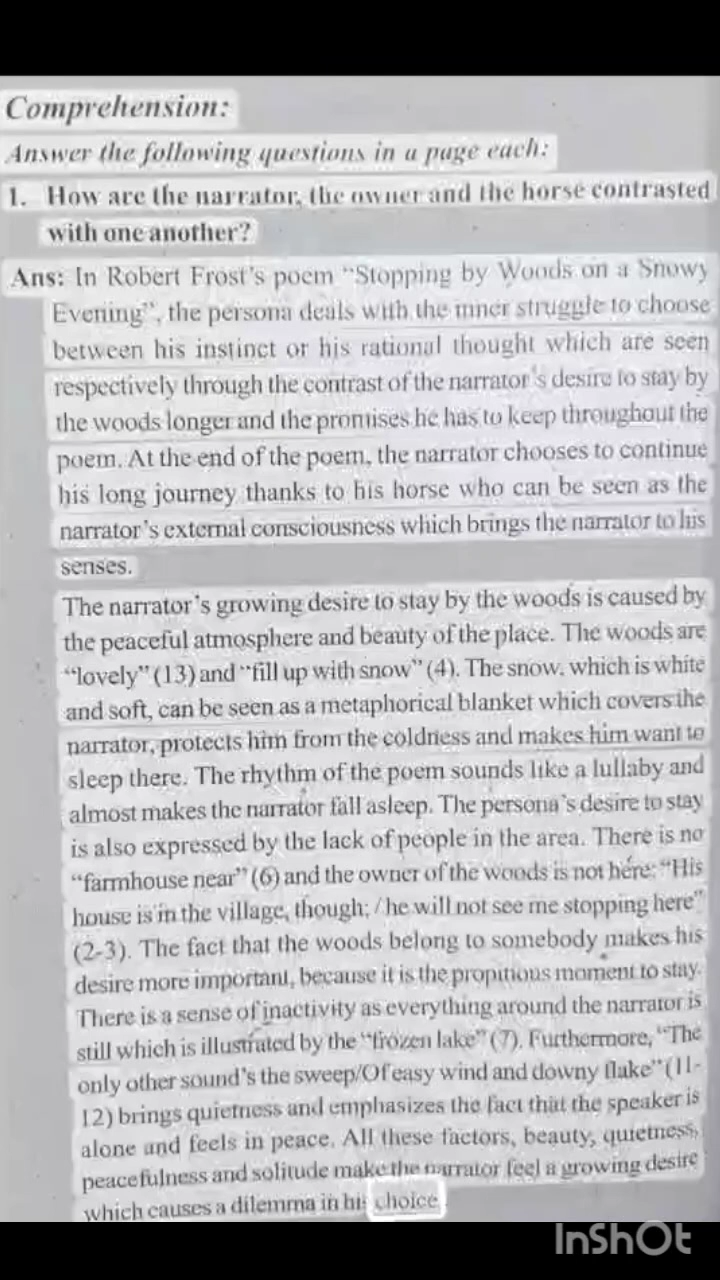 Comprehension:
Answer the following questions in a page each:
1. How are the narrator, the owner and the horse contrasted
with one another?
Ans: In Robert Frost's poem "Stopping by Woods on a Snowy
Evening", the persona deals with the inner struggle to choose
between his instinct or his rational thought which are seen
respectively through the contrast of the narrator's desire to stay by
the woods longer and the promises he has to keep throughout the
poem. At the end of the poem, the narrator chooses to continue
his long journey thanks to his horse who can be seen as the
narrator's external consciousness which brings the narrator to his
senses.
The narrator's growing desire to stay by the woods is caused by
the peaceful atmosphere and beauty of the place. The woods are
"lovely" (13) and "fill up with snow" (4). The snow, which is white
and soft, can be seen as a metaphorical blanket which covers the
narrator, protects him from the coldness and makes him want to
sleep there. The rhythm of the poem sounds like a lullaby and
almost makes the narrator fall asleep. The persona's desire to stay
is also expressed by the lack of people in the area. There is no
"farmhouse near" (6) and the owner of the woods is not here: "His
house is in the village, though; / he will not see me stopping here"
(2-3). The fact that the woods belong to somebody makes his
desire more important, because it is the propitious moment to stay.
There is a sense of inactivity as everything around the narrator is
still which is illustrated by the "frozen lake" (7). Furthermore, "The
only other sound's the sweep/Of easy wind and downy flake" (11-
12) brings quietness and emphasizes the fact that the speaker is
alone and feels in peace. All these factors, beauty, quietness,
peacefulness and solitude make the narrator feel a growing desire
which causes a dilemma in his choice
InShOt